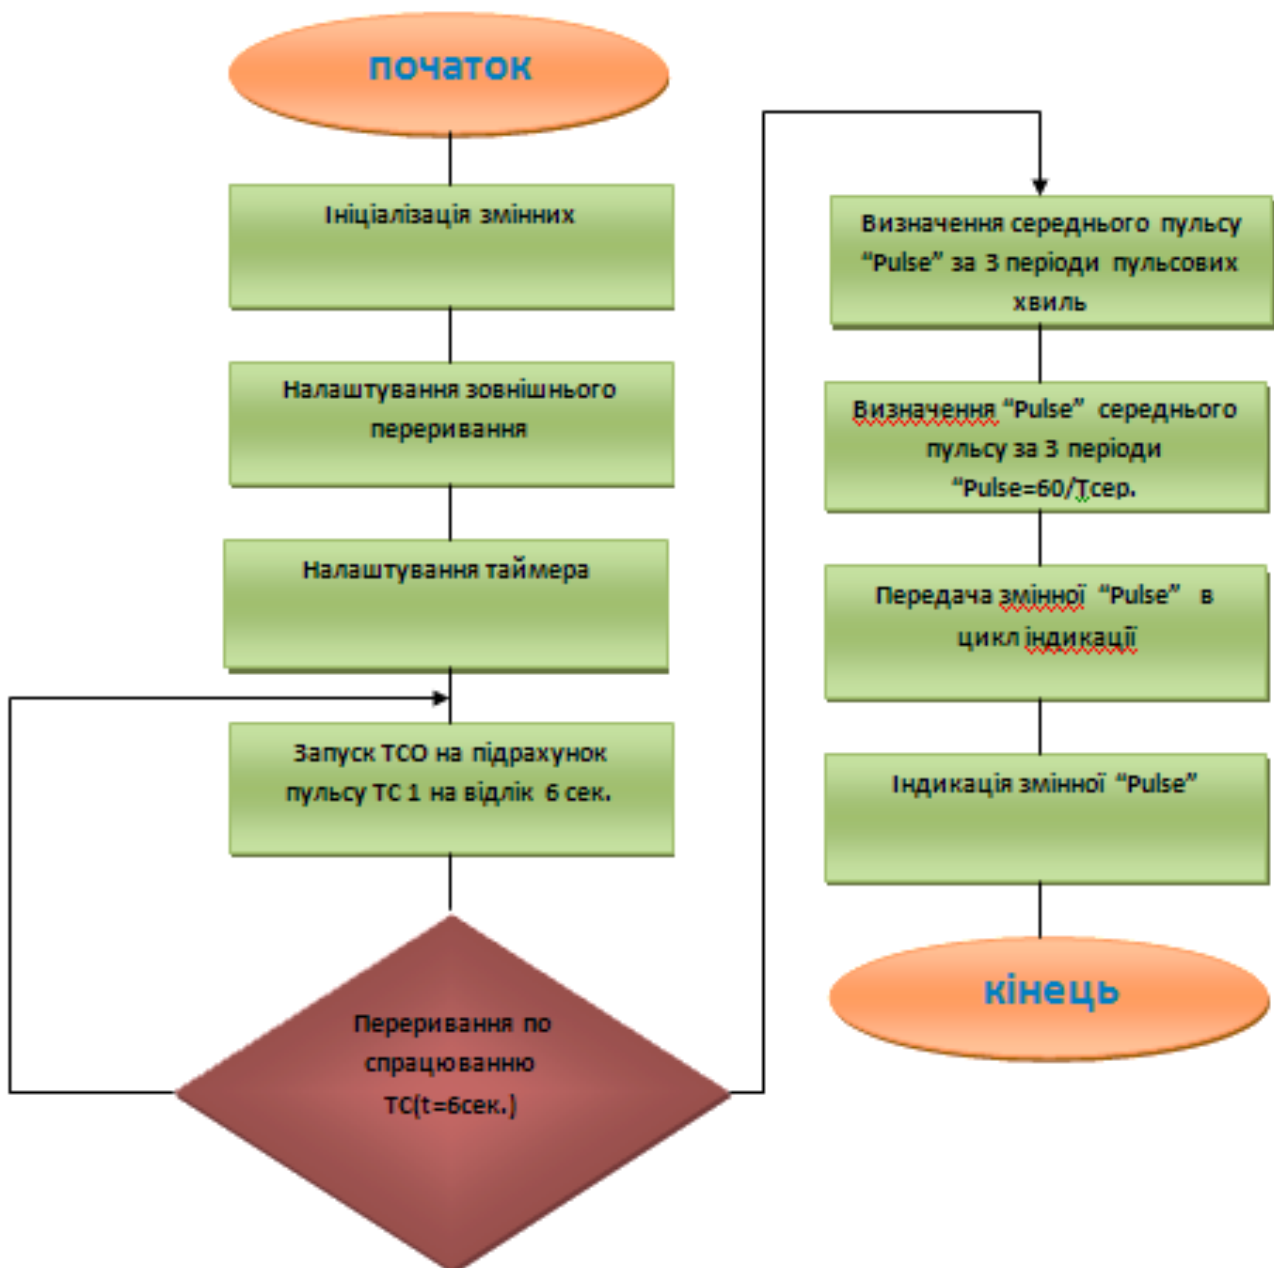 початок
Ініціалізація змінних
Налаштування зовнішнього
переривання
Налаштування таймера
Запуск ТСО на підрахунок
пульсу ТС 1 на відлік 6 сек.
Переривання по
спрацюванню
ТС(t=6сек.)
Визначення середнього пульсу
“Pulse” за 3 періоди пульсових
хвиль
Визначення “Pulse” середнього
пульсу за 3 періоди
“Pulse=60/Тсер.
Передача змінної “Pulse” в
цикл індикації
Індикація змінної “Pulse”
кінець